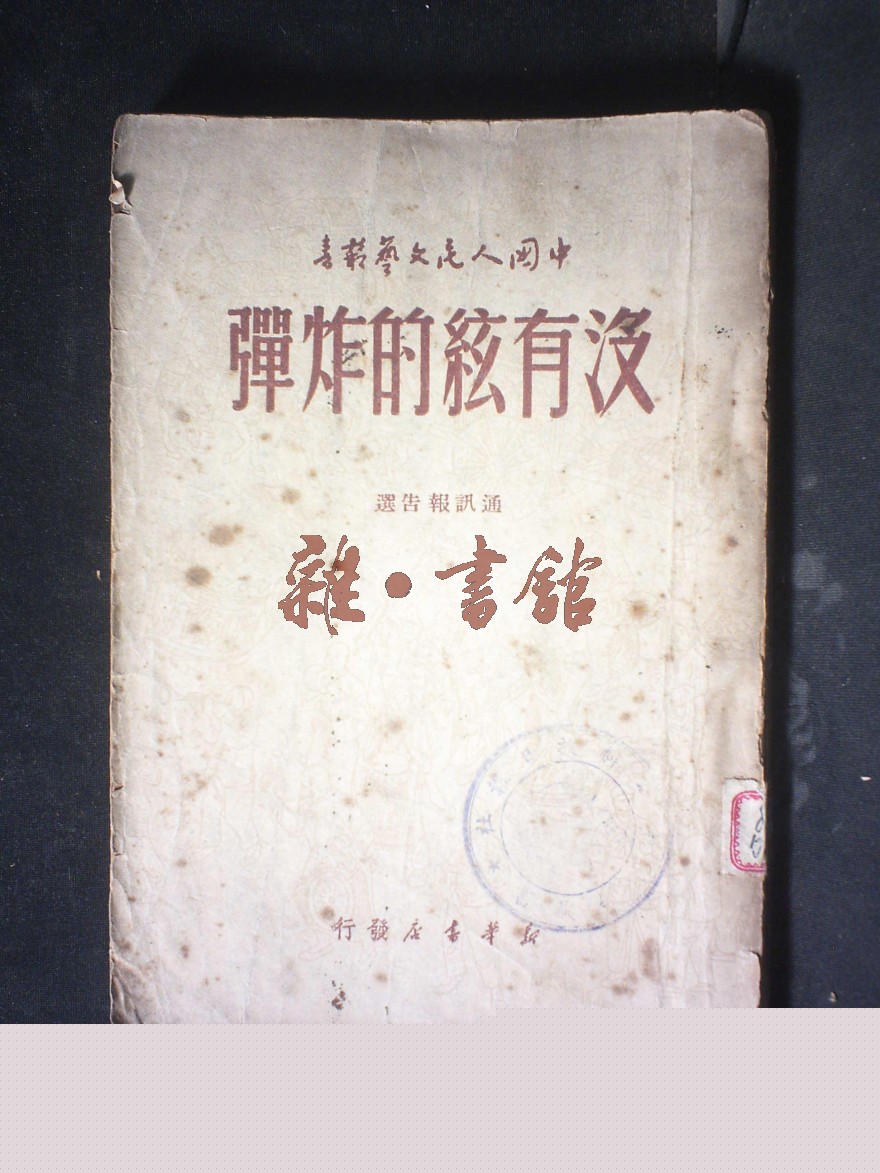 中國人民文藝叢書
沒有絃的炸彈
通訊報告選
雜·書館
新華書店發行